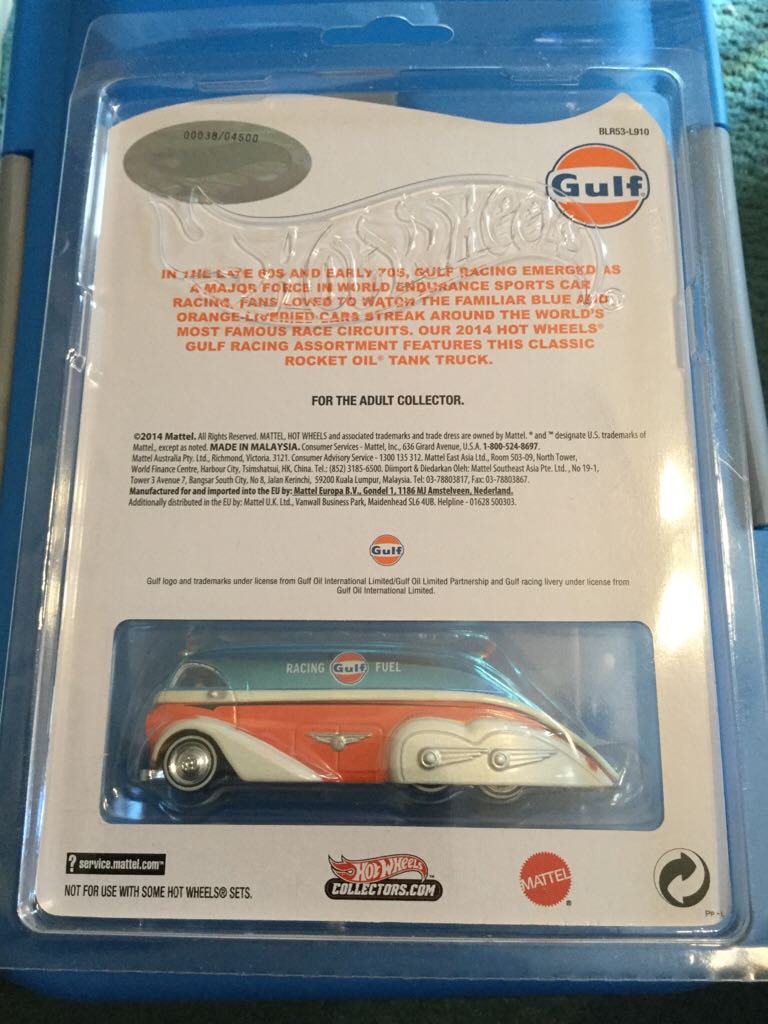 00038/04500
BLR53-L910
Gulf
Hot Wheels
IN THE LATE 60S AND EARLY 70S, GULF RACING EMERGED AS
A MAJOR FORCE IN WORLD ENDURANCE SPORTS CAR
RACING. FANS LOVED TO WATCH THE FAMILIAR BLUE AND
ORANGE-LIVERIED CARS STREAK AROUND THE WORLD'S
MOST FAMOUS RACE CIRCUITS. OUR 2014 HOT WHEELS®
GULF RACING ASSORTMENT FEATURES THIS CLASSIC
ROCKET OIL® TANK TRUCK.
FOR THE ADULT COLLECTOR.
©2014 Mattel. All Rights Reserved. MATTEL, HOT WHEELS and associated trademarks and trade dress are owned by Mattel. ® and ™ designate U.S. trademarks of
Mattel, except as noted. MADE IN MALAYSIA. Consumer Services - Mattel, Inc., 636 Girard Avenue, U.S.A. 1-800-524-8697.
Mattel Australia Pty. Ltd., Richmond, Victoria. 3121. Consumer Advisory Service - 1300 135 312. Mattel East Asia Ltd., Room 503-09, North Tower,
World Finance Centre, Harbour City, Tsimshatsui, HK, China. Tel.: (852) 3185-6500. Diimport & Diedarkan Oleh: Mattel Southeast Asia Pte. Ltd. , No 19-1,
Tower 3 Avenue 7, Bangsar South City, No 8, Jalan Kerinchi, 59200 Kuala Lumpur, Malaysia. Tel: 03-78803817, Fax: 03-78803867.
Manufactured for and imported into the EU by: Mattel Europa B.V., Gondel 1, 1186 MJ Amstelveen, Nederland.
Additionally distributed in the EU by: Mattel U.K. Ltd., Vanwall Business Park, Maidenhead SL6 4UB. Helpline - 01628 500303.
Gulf
Gulf logo and trademarks under license from Gulf Oil International Limited/Gulf Oil Limited Partnership and Gulf racing livery under license from
Gulf Oil International Limited.
RACING Gulf FUEL
? service.mattel.com™
NOT FOR USE WITH SOME HOT WHEELS® SETS.
HOT WHEELS™
COLLECTORS.COM
MATTEL®